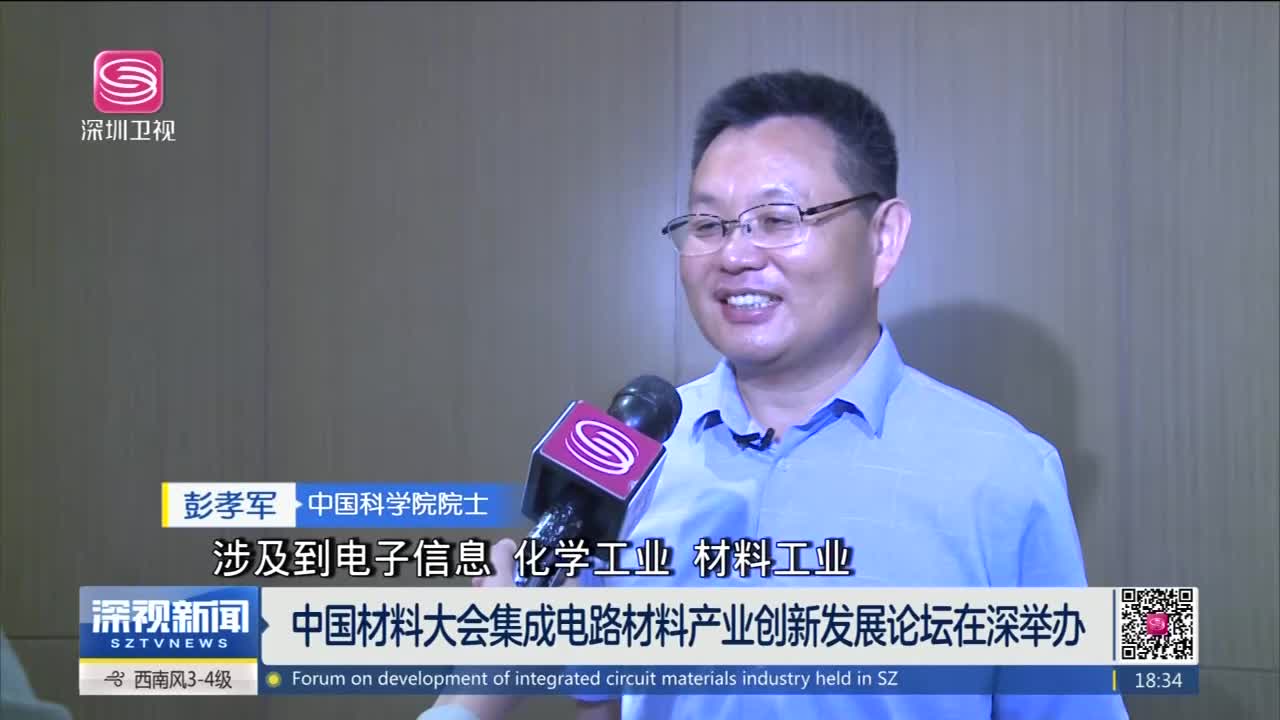 深圳卫视
彭孝军
中国科学院院士
涉及到电子信息 化学工业 材料工业
深视新闻
SZTVNEWS
中国材料大会集成电路材料产业创新发展论坛在深举办
西南风3-4级
Forum on development of integrated circuit materials industry held in SZ
18:34